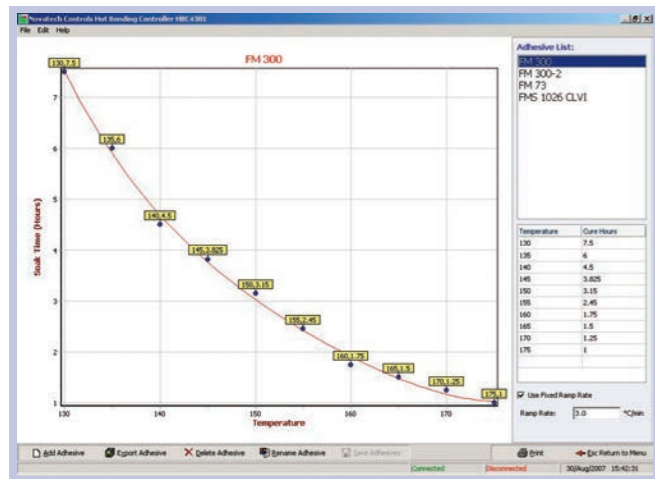 Novatech Controls Hot Bonding Controller HBC4301
File Edit Help
FM 300
130,7.5
135,6
140,4.5
145,3.825
150,3.15
155,2.45
160,1.75
165,1.5
170,1.25
175,1
Soak Time (Hours)
7
6
5
4
3
2
1
130 140 150 160 170
Temperature
Adhesive List:
FM 300
FM 300-2
FM 73
FMS 1026 CLVI
Temperature Cure Hours
130 7.5
135 6
140 4.5
145 3.825
150 3.15
155 2.45
160 1.75
165 1.5
170 1.25
175 1
Use Fixed Ramp Rate
Ramp Rate: 3.0 °C/min
Add Adhesive Export Adhesive Delete Adhesive Rename Adhesive Save Adhesives Print Esc Return to Menu
Connected Disconnected 30/Aug/2007 15:42:31